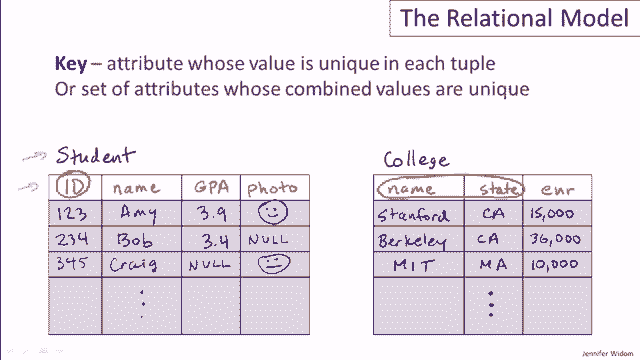 The Relational Model
Key – attribute whose value is unique in each tuple
Or set of attributes whose combined values are unique
Student
ID name GPA photo
123 Amy 3.9
234 Bob 3.4 NULL
345 Craig NULL
College
name state enr
Stanford CA 15,000
Berkeley CA 36,000
MIT MA 10,000
Jennifer Widom